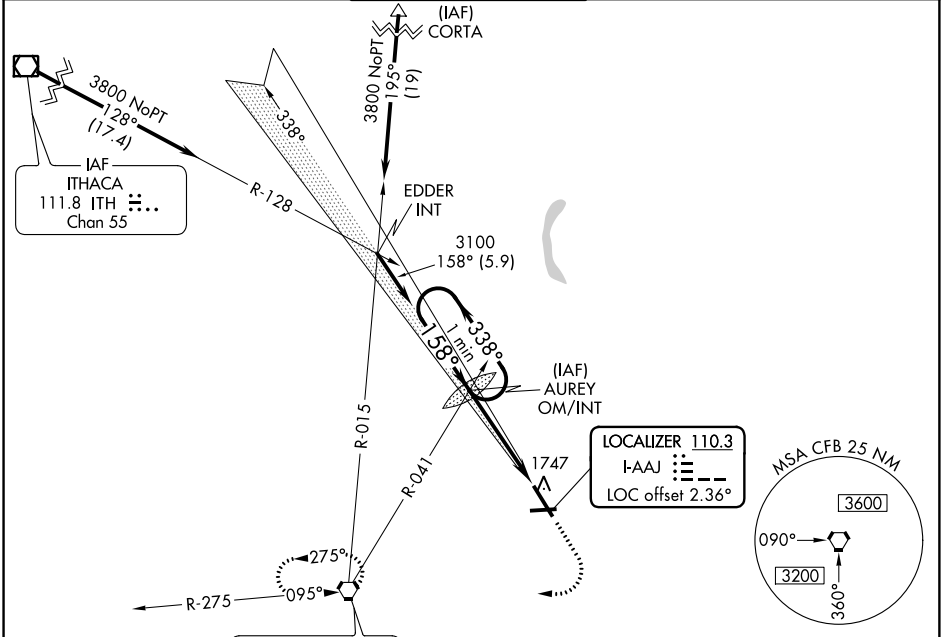 (IAF)
CORTA
3800 NoPT
195°
(19)
3800 NoPT
128°
(17.4)
338°
IAF
ITHACA
111.8 ITH
Chan 55
R-128
EDDER
INT
3100
158° (5.9)
158°
1 min
338°
(IAF)
AUREY
OM/INT
R-015
R-041
1747
LOCALIZER 110.3
I-AAJ
LOC offset 2.36°
MSA CFB 25 NM
3600
090°
3200
360°
275°
095°
R-275